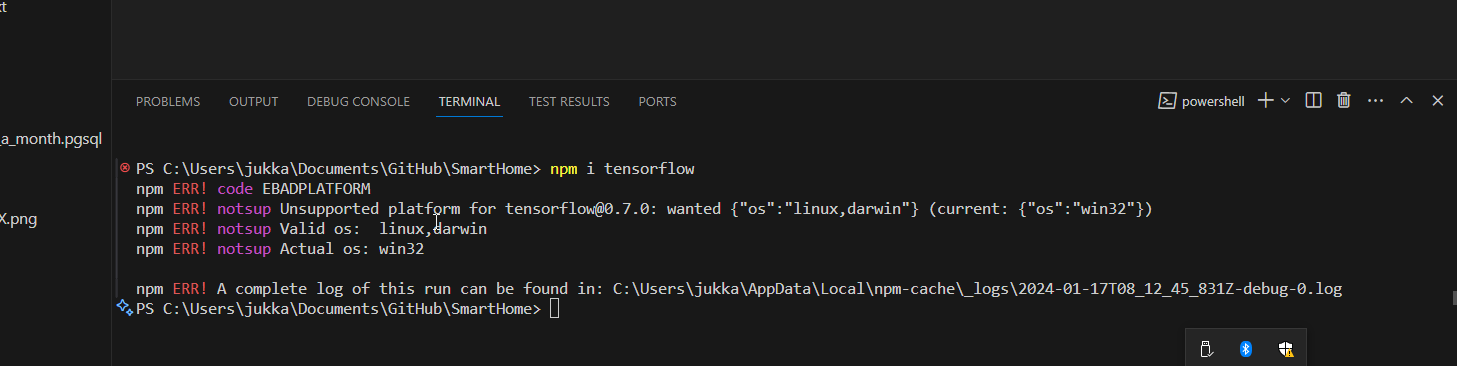 xt
PROBLEMS OUTPUT DEBUG CONSOLE TERMINAL TEST RESULTS PORTS powershell
_a_month.pgsql
PS C:\Users\jukka\Documents\GitHub\SmartHome> npm i tensorflow
npm ERR! code EBADPLATFORM
X.png
npm ERR! notsup Unsupported platform for tensorflow@0.7.0: wanted {"os":"linux,darwin"} (current: {"os":"win32"})
npm ERR! notsup Valid os:  linux,darwin
npm ERR! notsup Actual os: win32
npm ERR! A complete log of this run can be found in: C:\Users\jukka\AppData\Local\npm-cache\_logs\2024-01-17T08_12_45_831Z-debug-0.log
PS C:\Users\jukka\Documents\GitHub\SmartHome>